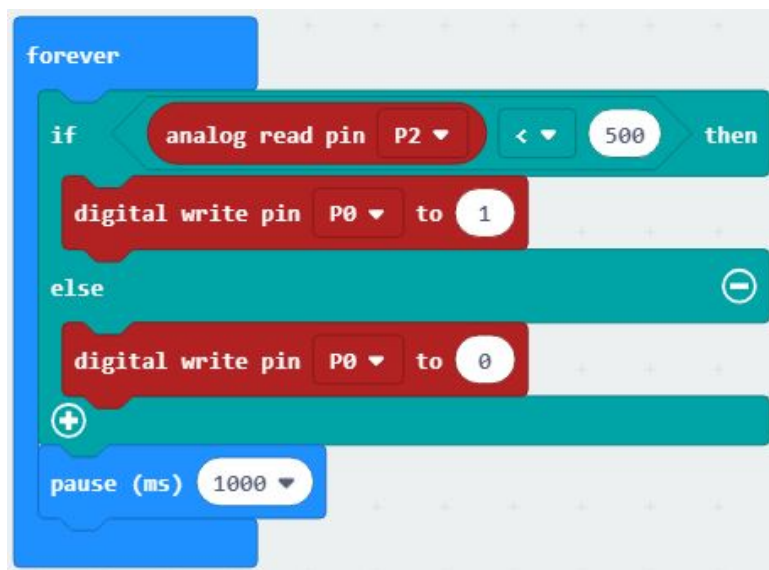 forever
if analog read pin P2 < 500 then
digital write pin P0 to 1
else
digital write pin P0 to 0
pause (ms) 1000